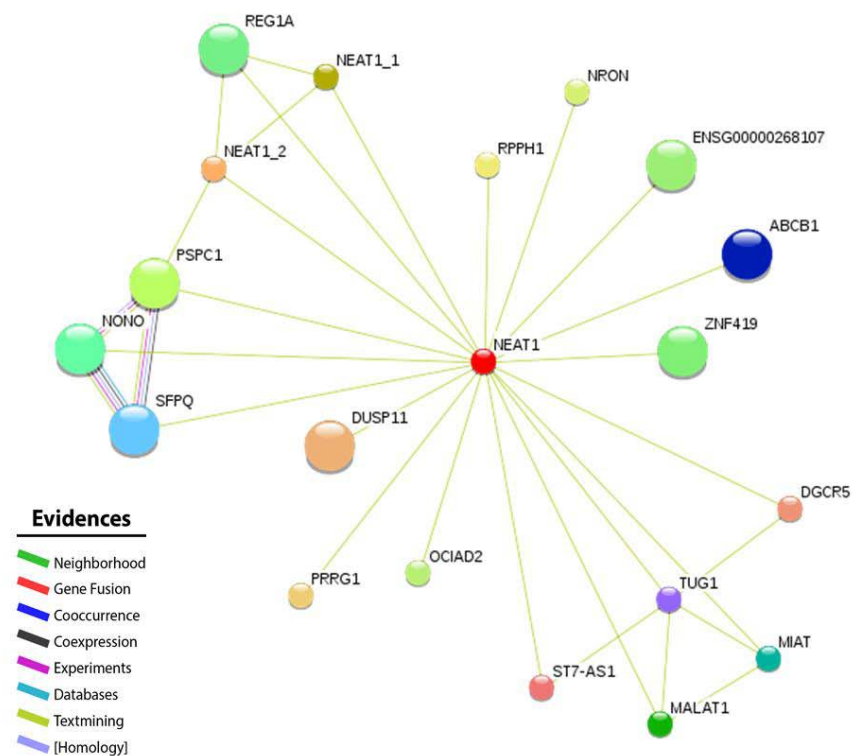 REG1A
NEAT1_1
NRON
RPPH1
ENSG00000268107
NEAT1_2
ABCB1
PSPC1
NONO
ZNF419
NEAT1
SFPQ
DUSP11
DGCR5
Evidences
Neighborhood
Gene Fusion
Cooccurrence
Coexpression
Experiments
Databases
Textmining
[Homology]
OCIAD2
PRRG1
TUG1
MIAT
ST7-AS1
MALAT1